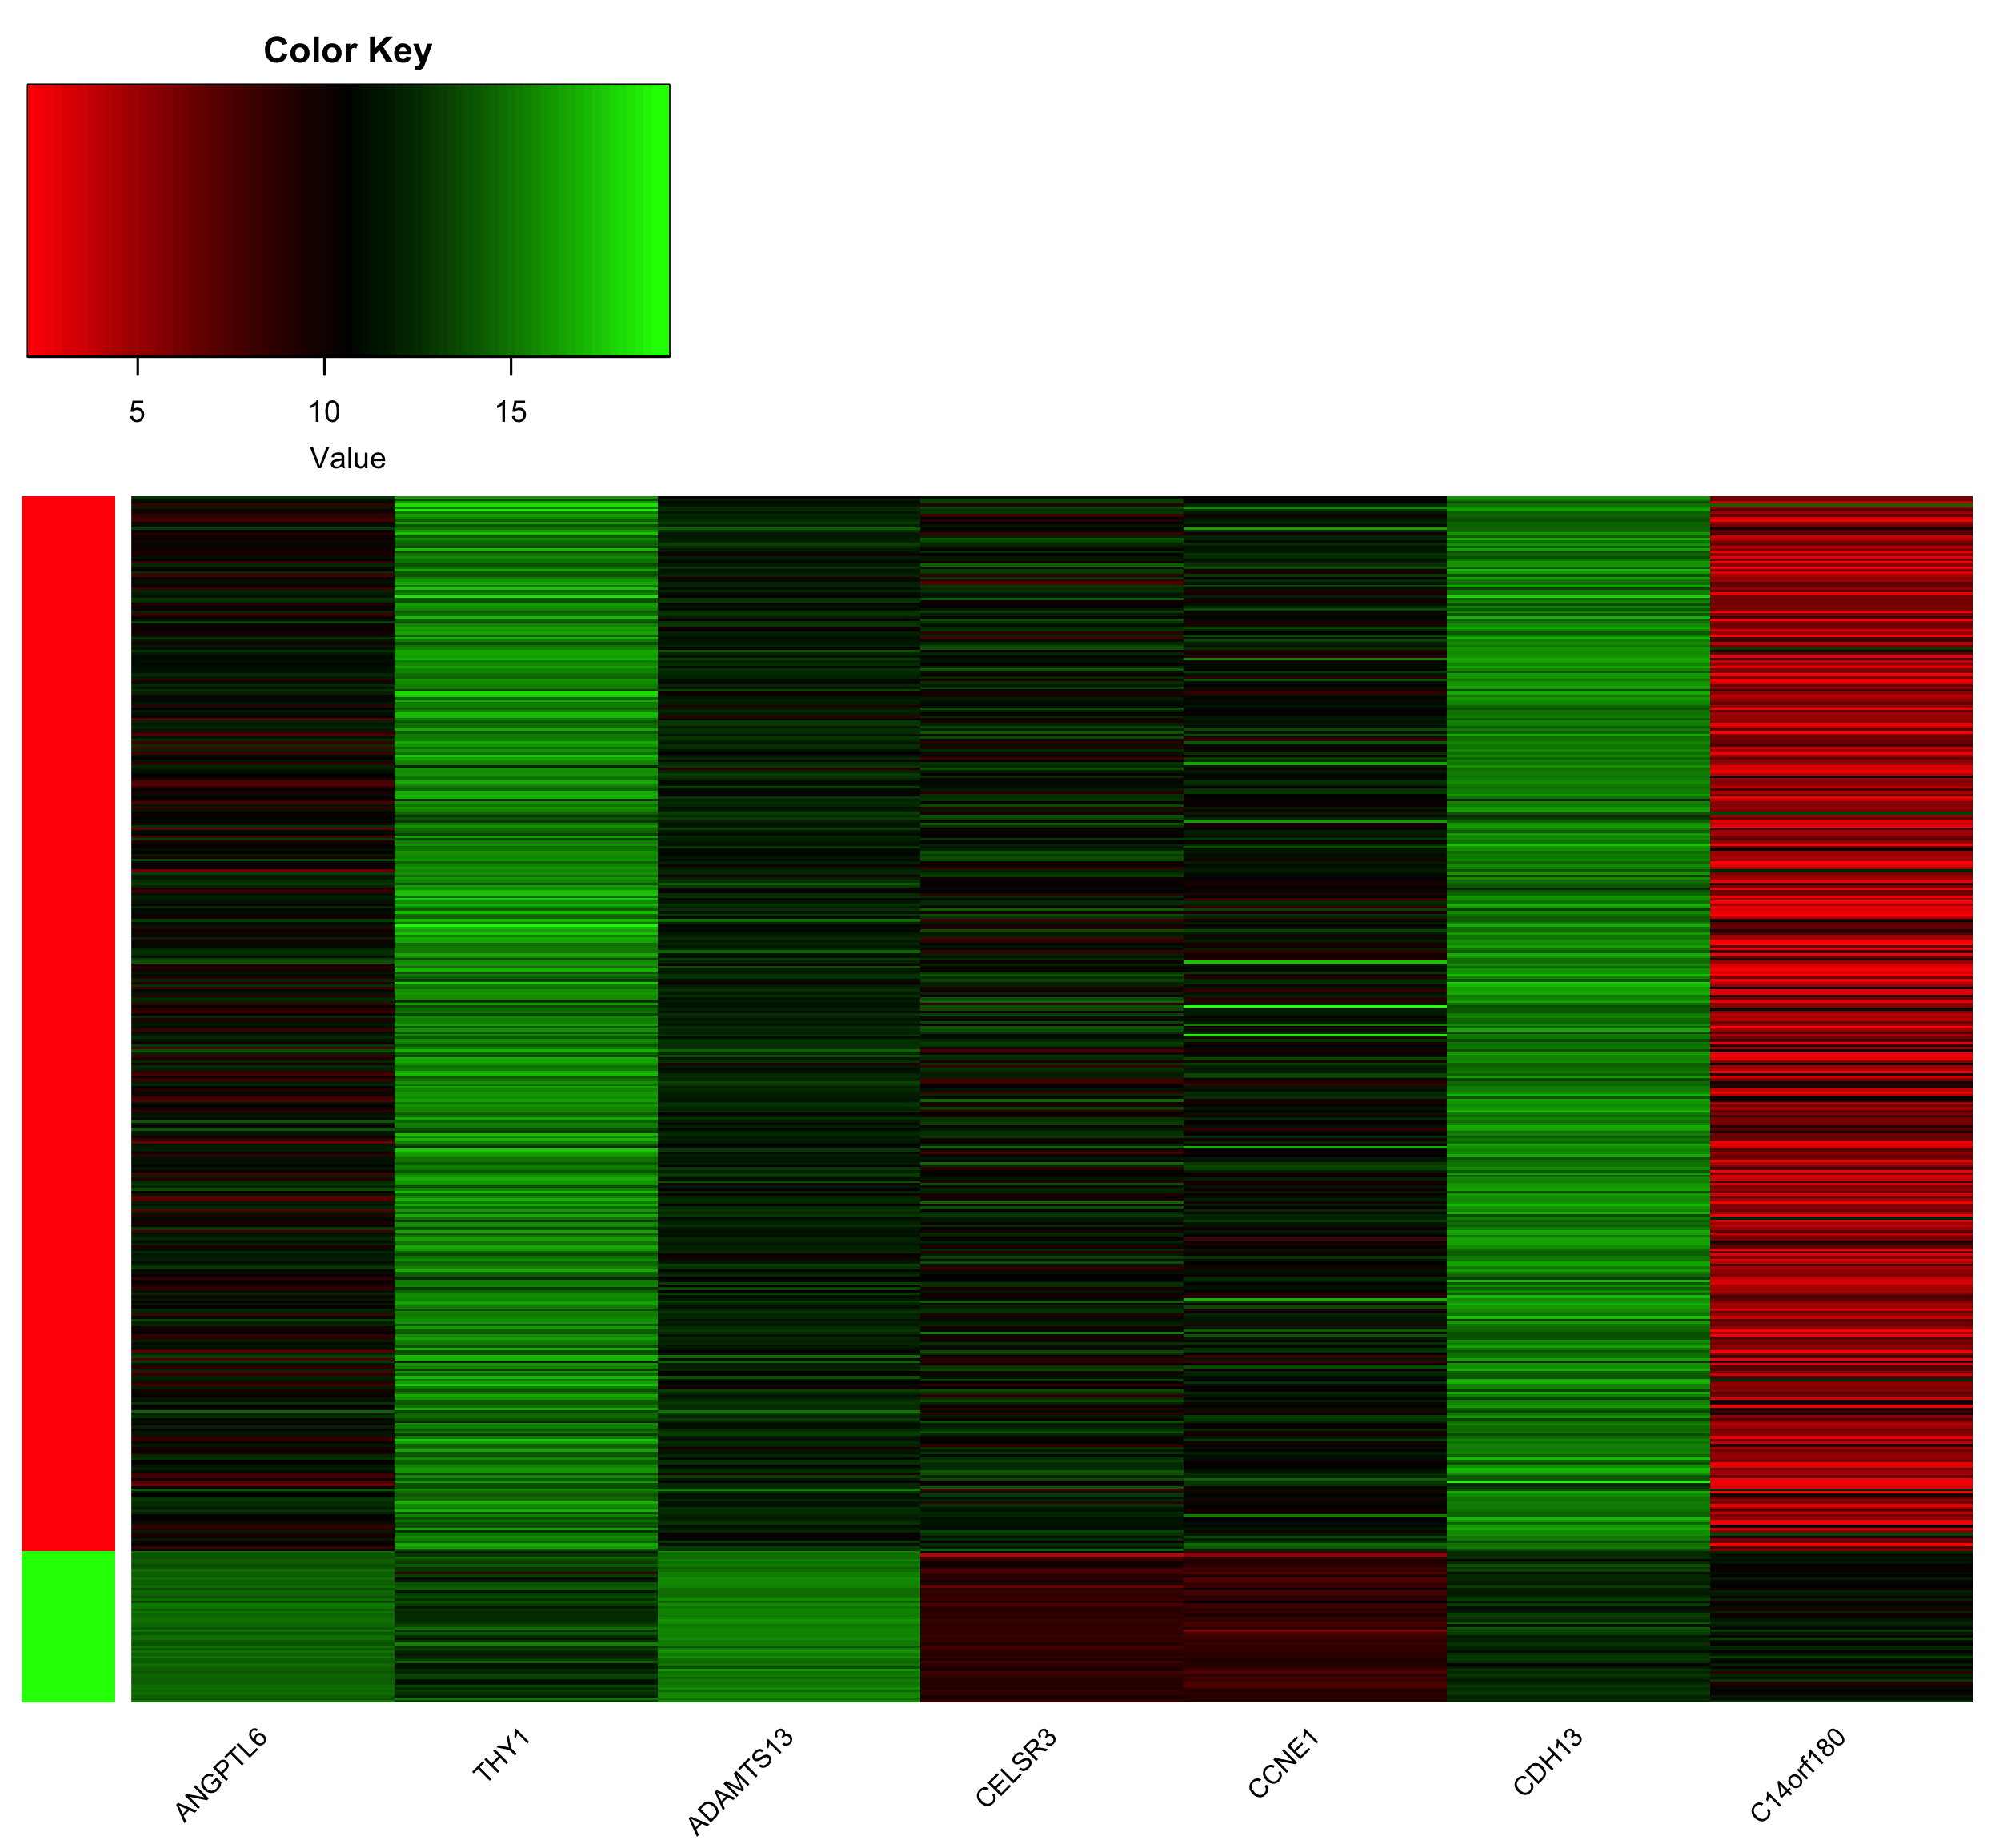 Color Key
5 10 15
Value
ANGPTL6 THY1 ADAMTS13 CELSR3 CCNE1 CDH13 C14orf180